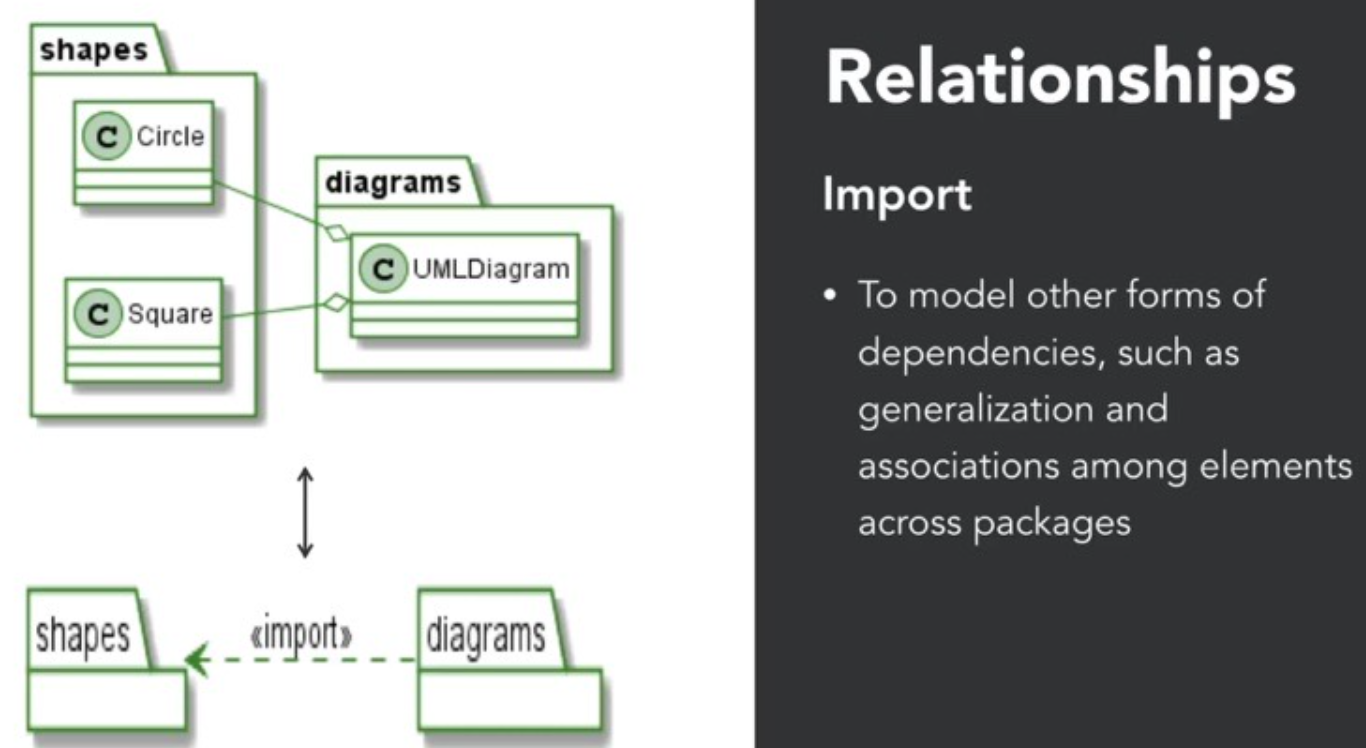 shapes
C Circle
diagrams
C UMLDiagram
C Square
shapes
«import»
diagrams
Relationships
Import
• To model other forms of
dependencies, such as
generalization and
associations among elements
across packages